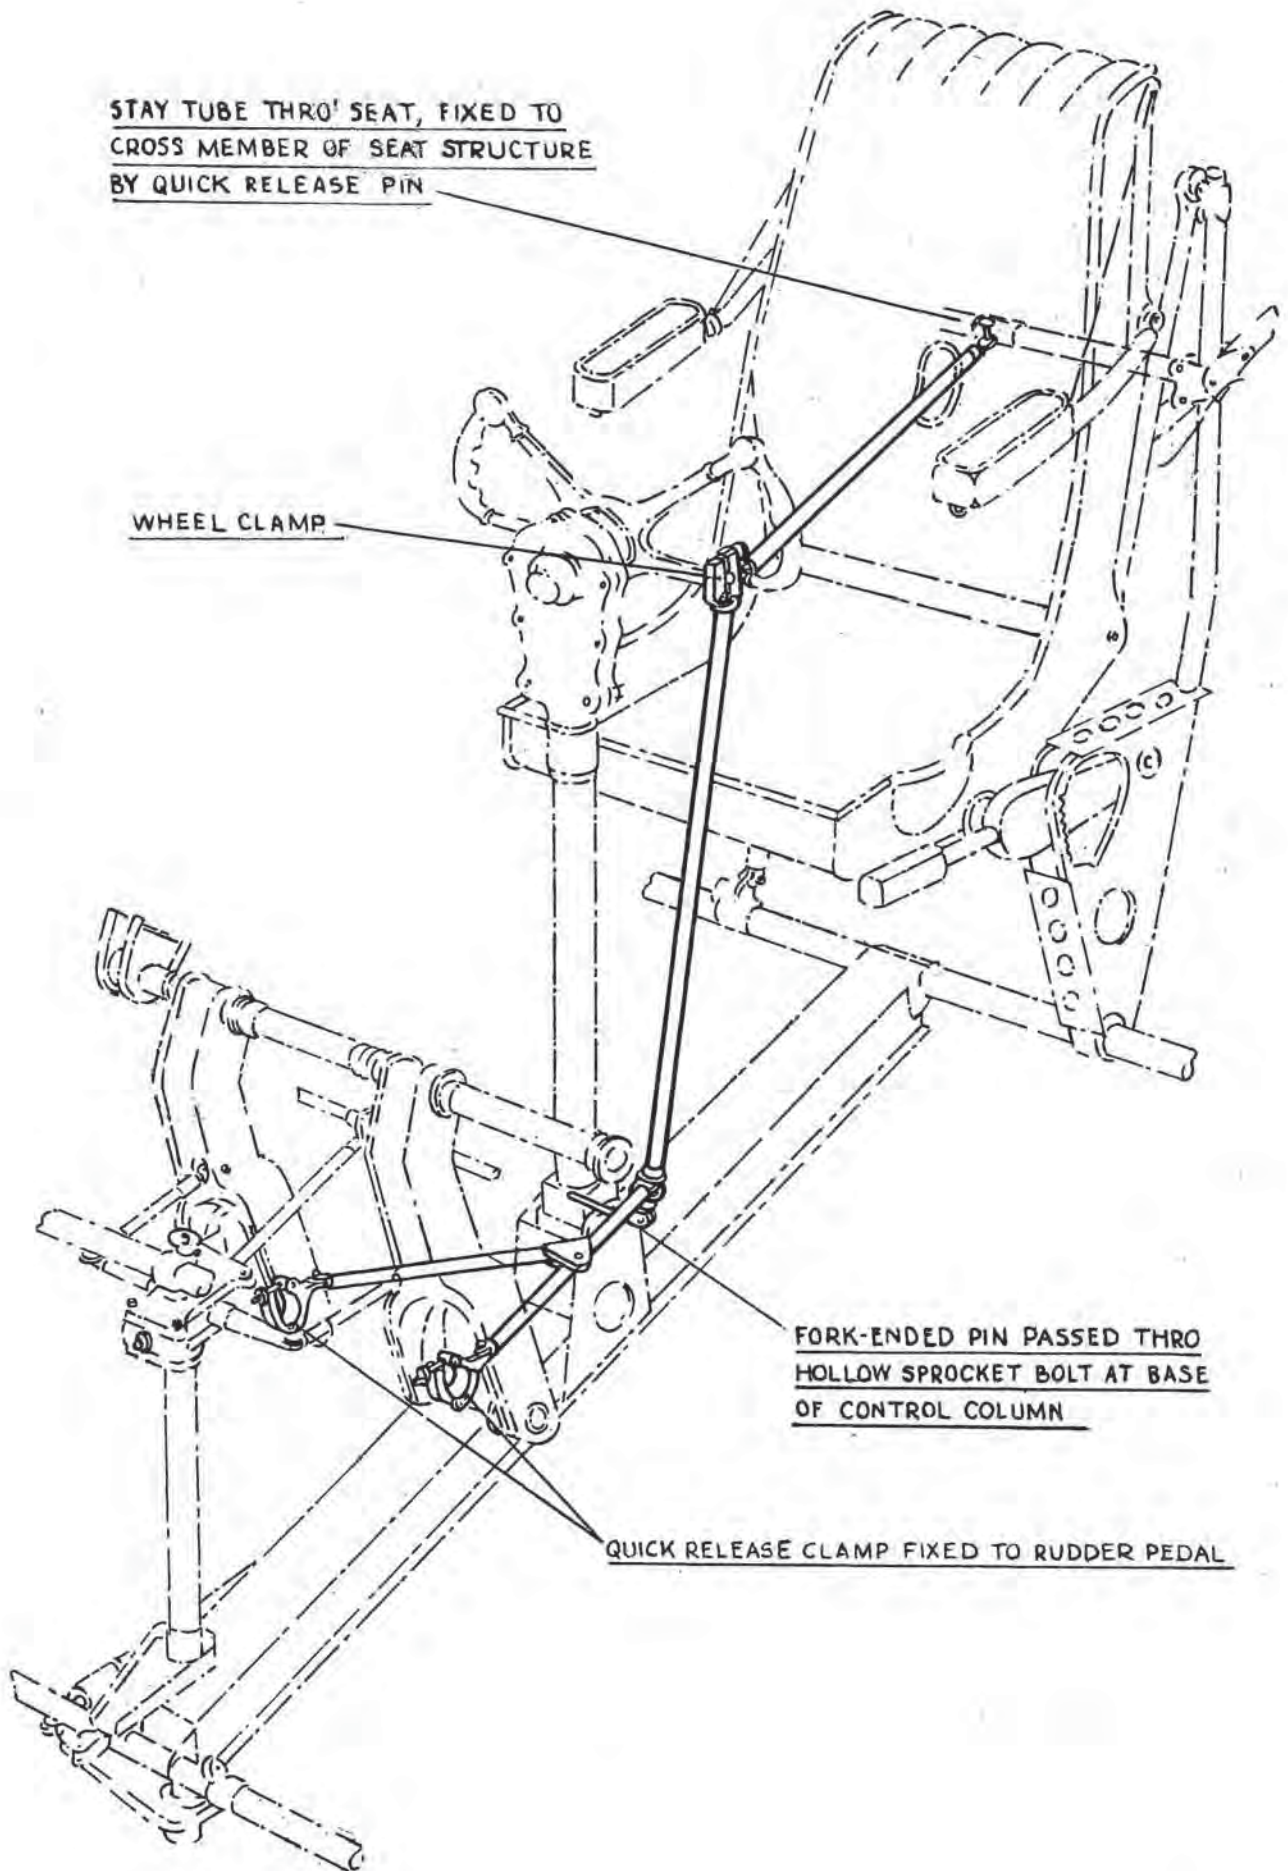 STAY TUBE THRO' SEAT, FIXED TO
CROSS MEMBER OF SEAT STRUCTURE
BY QUICK RELEASE PIN
WHEEL CLAMP
C
FORK-ENDED PIN PASSED THRO
HOLLOW SPROCKET BOLT AT BASE
OF CONTROL COLUMN
QUICK RELEASE CLAMP FIXED TO RUDDER PEDAL